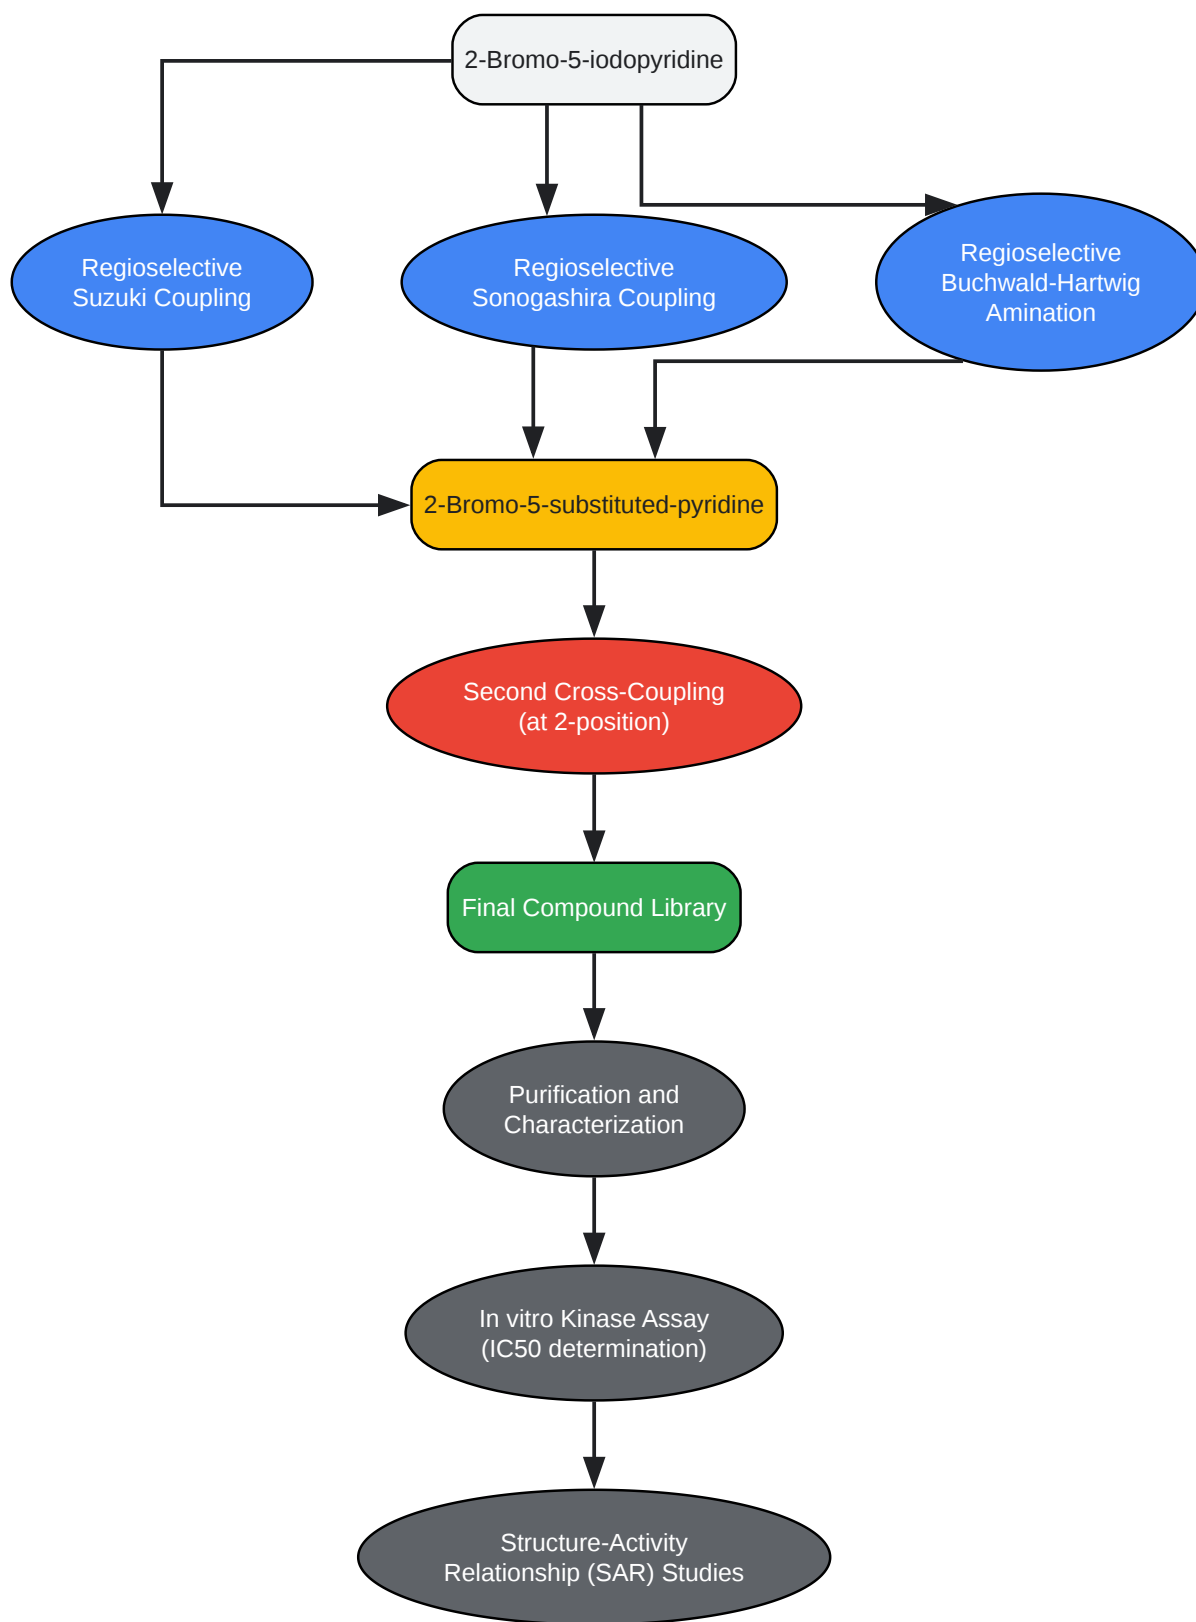 2-Bromo-5-iodopyridine
Regioselective
Suzuki Coupling
Regioselective
Sonogashira Coupling
Regioselective
Buchwald-Hartwig
Amination
2-Bromo-5-substituted-pyridine
Second Cross-Coupling
(at 2-position)
Final Compound Library
Purification and
Characterization
In vitro Kinase Assay
(IC50 determination)
Structure-Activity
Relationship (SAR) Studies